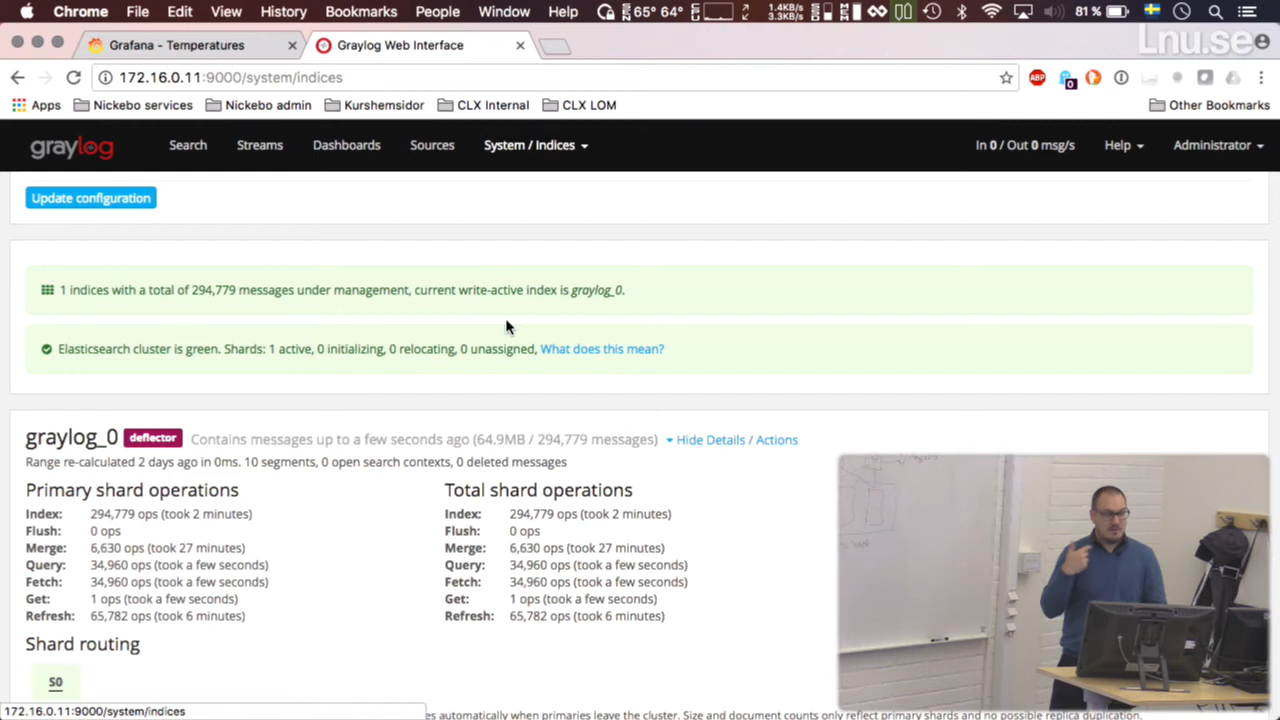 Chrome File Edit View History Bookmarks People Window Help 65° 64° 1.4KB/s 3.3KB/s 81 %
Grafana - Temperatures Graylog Web Interface
Lnu.se
172.16.0.11:9000/system/indices ABP 0
Apps Nickebo services Nickebo admin Kurshemsidor CLX Internal CLX LOM Other Bookmarks
graylog Search Streams Dashboards Sources System / Indices In 0 / Out 0 msg/s Help Administrator
Update configuration
1 indices with a total of 294,779 messages under management, current write-active index is graylog_0.
Elasticsearch cluster is green. Shards: 1 active, 0 initializing, 0 relocating, 0 unassigned, What does this mean?
graylog_0 deflector Contains messages up to a few seconds ago (64.9MB / 294,779 messages) Hide Details / Actions
Range re-calculated 2 days ago in 0ms. 10 segments, 0 open search contexts, 0 deleted messages
Primary shard operations
Index: 294,779 ops (took 2 minutes)
Flush: 0 ops
Merge: 6,630 ops (took 27 minutes)
Query: 34,960 ops (took a few seconds)
Fetch: 34,960 ops (took a few seconds)
Get: 1 ops (took a few seconds)
Refresh: 65,782 ops (took 6 minutes)
Total shard operations
Index: 294,779 ops (took 2 minutes)
Flush: 0 ops
Merge: 6,630 ops (took 27 minutes)
Query: 34,960 ops (took a few seconds)
Fetch: 34,960 ops (took a few seconds)
Get: 1 ops (took a few seconds)
Refresh: 65,782 ops (took 6 minutes)
Shard routing
S0
172.16.0.11:9000/system/indices
automatically when primaries leave the cluster. Size and document counts only reflect primary shards and no possible replica duplication.